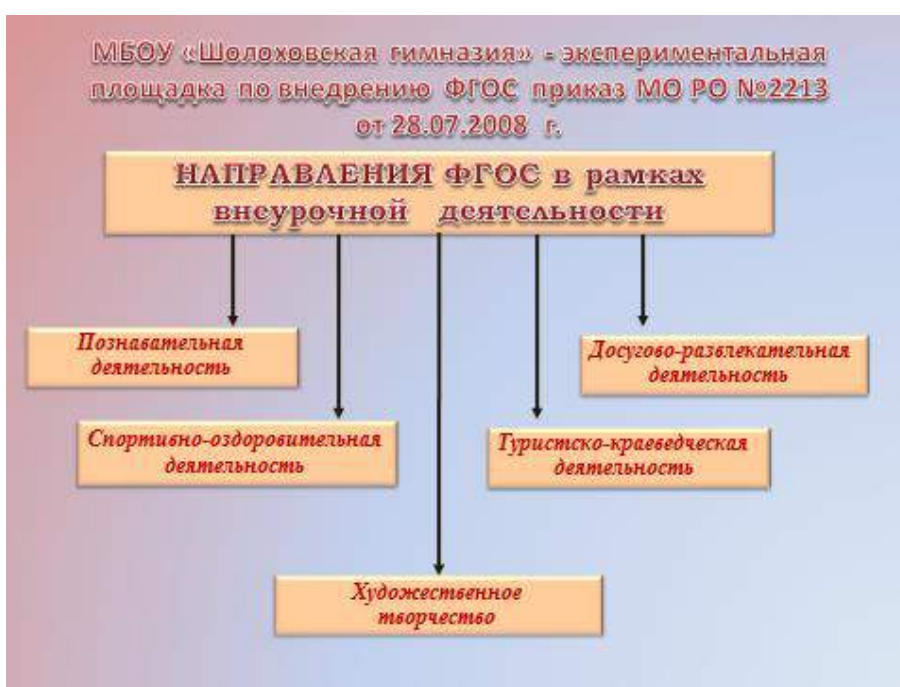 МБОУ «Шолоховская гимназия» - экспериментальная
площадка по внедрению ФГОС приказ МО РО №2213
от 28.07.2008 г.
НАПРАВЛЕНИЯ ФГОС в рамках
внеурочной деятельности
Познавательная
деятельность
Досугово-развлекательная
деятельность
Спортивно-оздоровительная
деятельность
Туристско-краеведческая
деятельность
Художественное
творчество